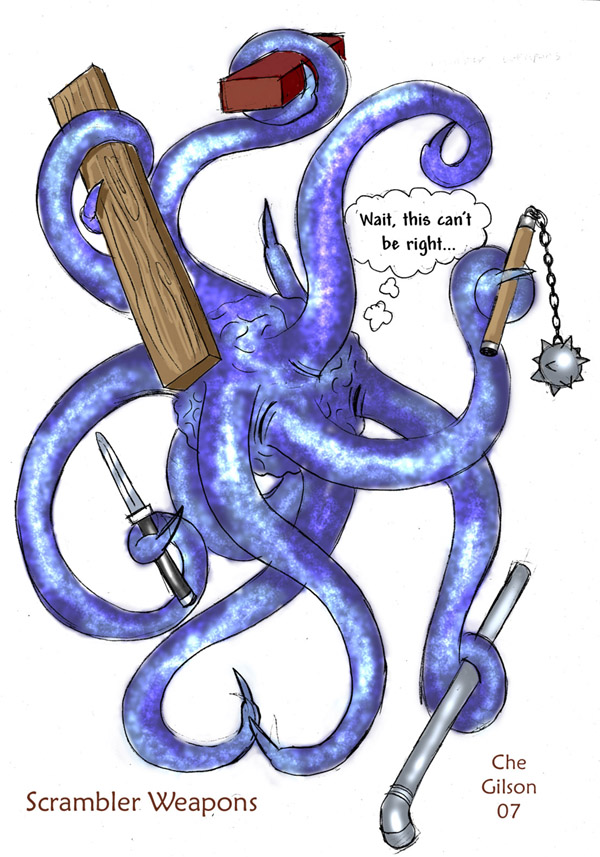 Wait, this can't
be right...
Scrambler Weapons
Che
Gilson
07